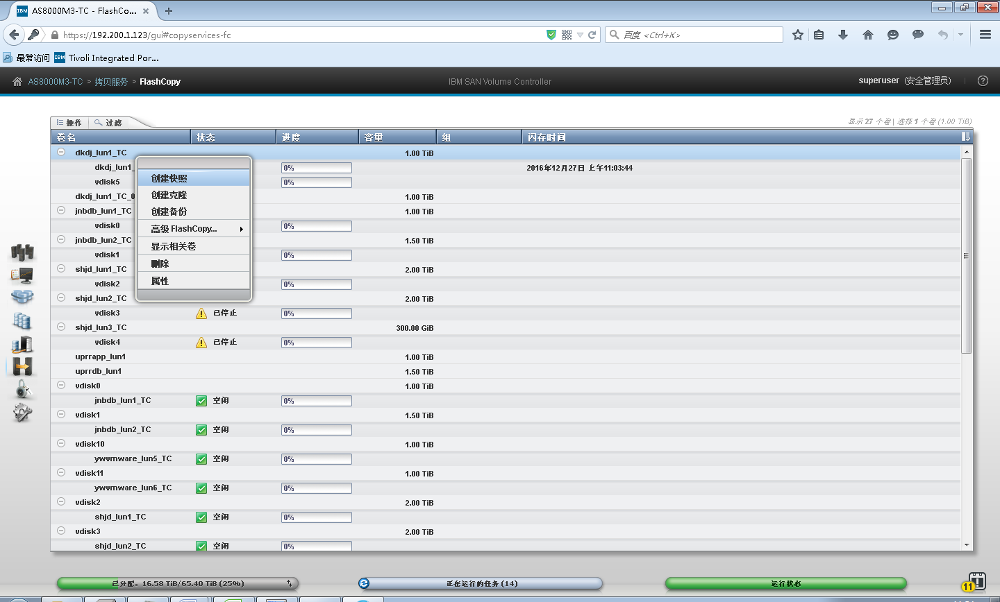 IBM AS8000M3-TC - FlashCo...
https://192.200.1.123/gui#copyservices-fc
百度 <Ctrl+K>
最常访问 IBM Tivoli Integrated Por...
AS8000M3-TC > 拷贝服务 > FlashCopy
IBM SAN Volume Controller
superuser (安全管理员)
操作 过滤
显示 27 个卷 | 选择 1 个卷 (1.00 TiB)
卷名 状态 进度 容量 组 闪存时间
dkdj_lun1_TC 1.00 TiB
dkdj_lun1_ 0% 2016年12月27日 上午11:03:44
vdisk5 0%
dkdj_lun1_TC_0 1.00 TiB
jnbdb_lun1_TC 1.00 TiB
vdisk0 0%
jnbdb_lun2_TC 1.50 TiB
vdisk1 0%
shjd_lun1_TC 2.00 TiB
vdisk2 0%
shjd_lun2_TC 2.00 TiB
vdisk3 已停止 0%
shjd_lun3_TC 300.00 GiB
vdisk4 已停止 0%
uprrapp_lun1 1.00 TiB
uprrdb_lun1 1.50 TiB
vdisk0 1.00 TiB
jnbdb_lun1_TC 空闲 0%
vdisk1 1.50 TiB
jnbdb_lun2_TC 空闲 0%
vdisk10 1.00 TiB
ywvmware_lun5_TC 空闲 0%
vdisk11 1.00 TiB
ywvmware_lun6_TC 空闲 0%
vdisk2 2.00 TiB
shjd_lun1_TC 空闲 0%
vdisk3 2.00 TiB
shjd_lun2_TC 空闲 0%
创建快照
创建克隆
创建备份
高级 FlashCopy...
显示相关卷
删除
属性
已分配: 16.58 TiB/65.40 TiB (25%)
正在运行的任务 (14)
运行状态
11